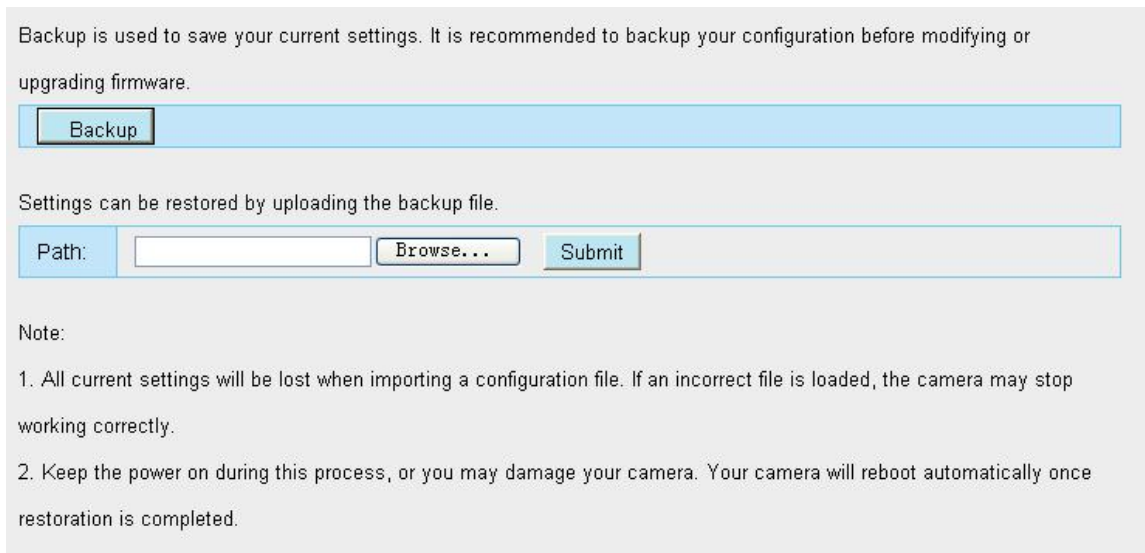 Backup is used to save your current settings. It is recommended to backup your configuration before modifying or
upgrading firmware.
Backup
Settings can be restored by uploading the backup file.
Path: Browse... Submit
Note:
1. All current settings will be lost when importing a configuration file. If an incorrect file is loaded, the camera may stop
working correctly.
2. Keep the power on during this process, or you may damage your camera. Your camera will reboot automatically once
restoration is completed.